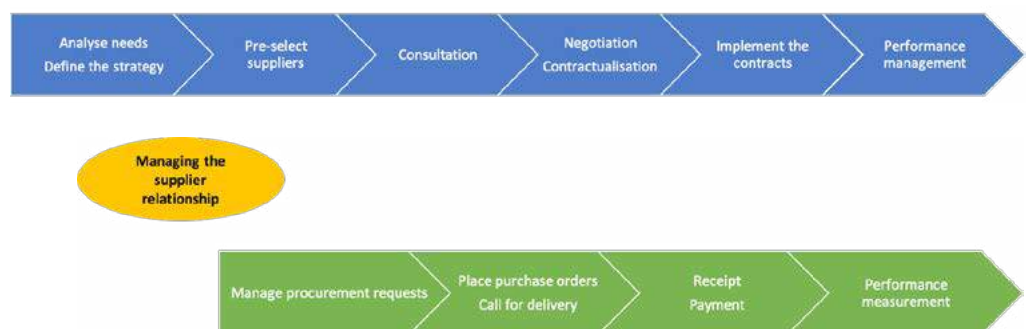 Analyse needs
Define the strategy
Pre-select
suppliers
Consultation
Negotiation
Contractualisation
Implement the
contracts
Performance
management
Managing the
supplier
relationship
Manage procurement requests
Place purchase orders
Call for delivery
Receipt
Payment
Performance
measurement